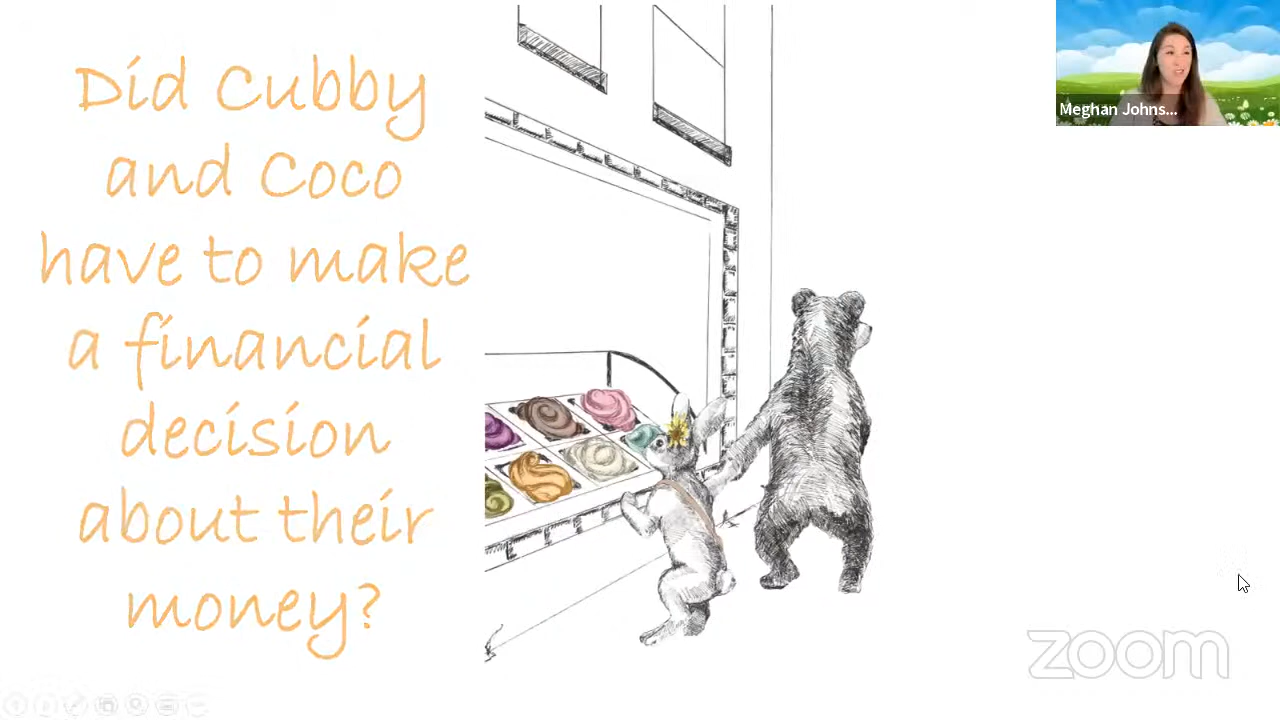 Did Cubby
and Coco
have to make
a financial
decision
about their
money?
Meghan Johns...
zoom